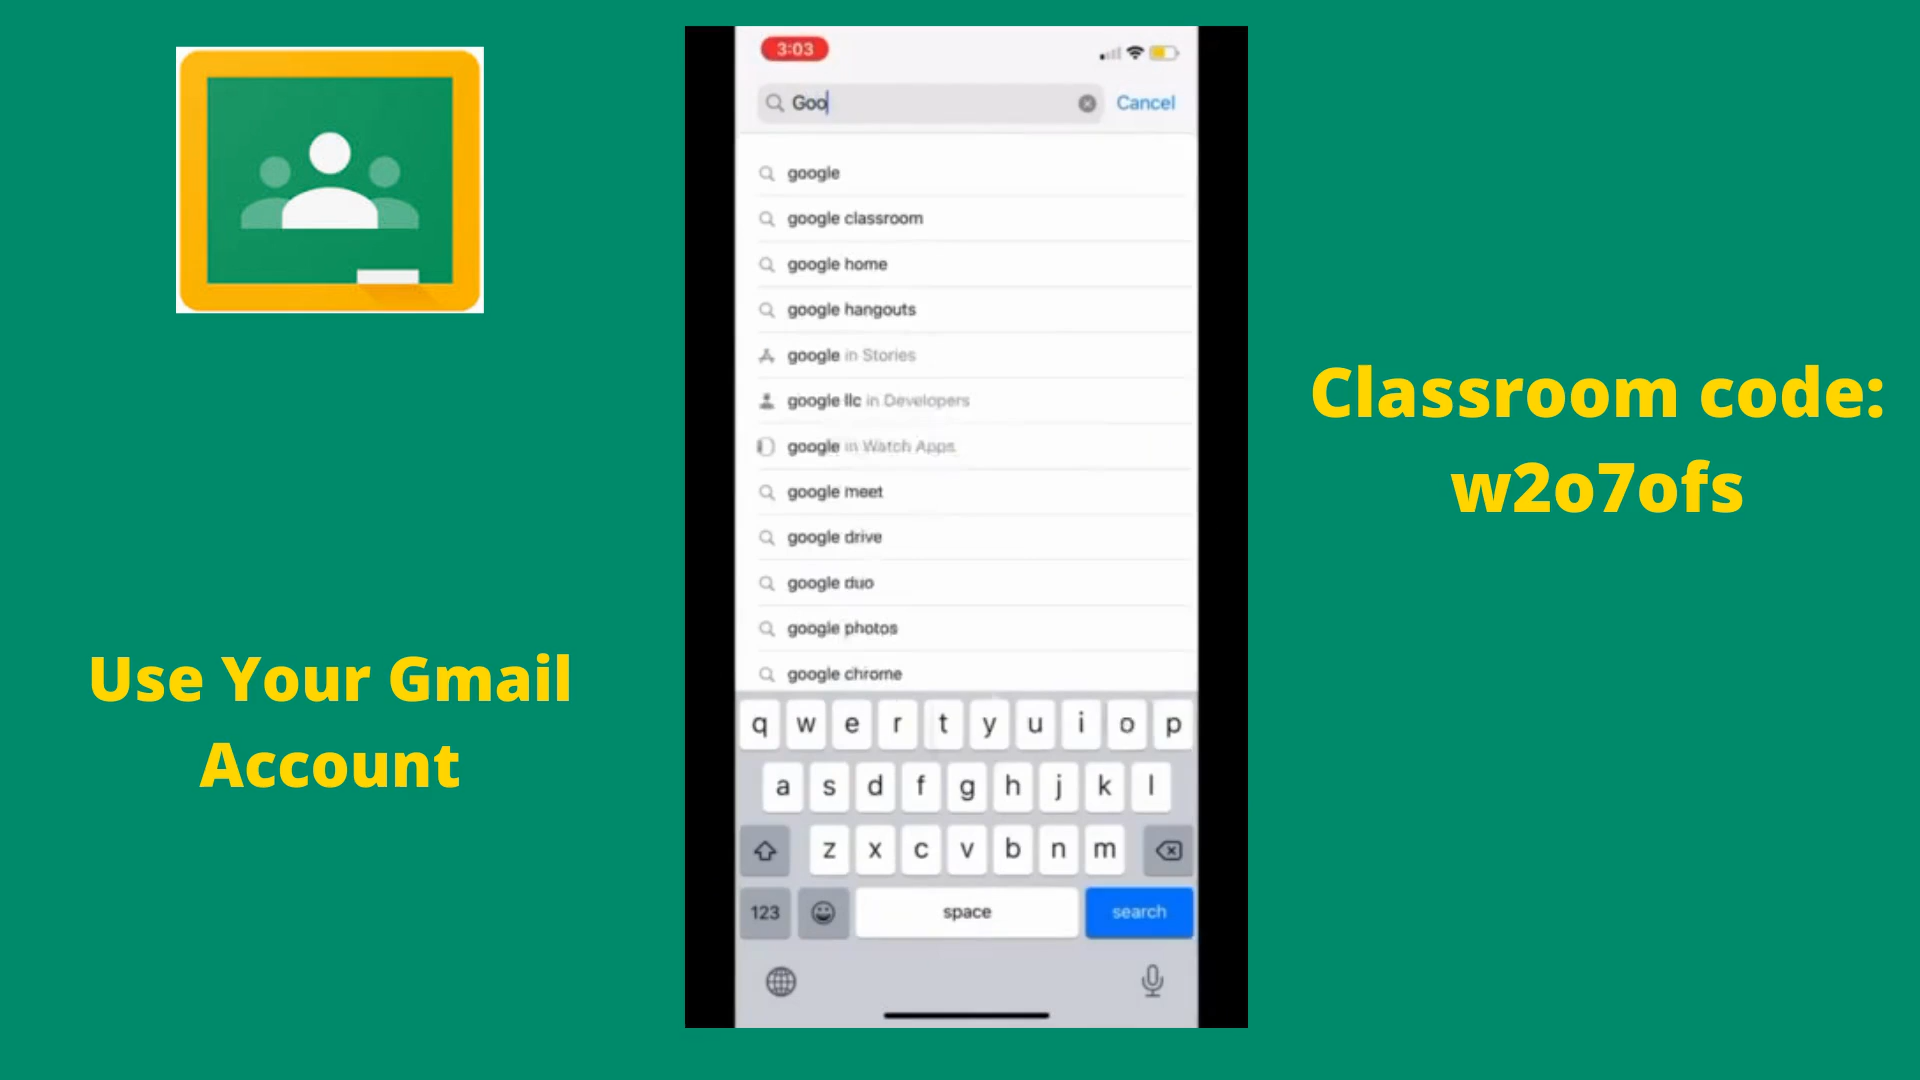 3:03
Goo
Cancel
google
google classroom
google home
google hangouts
google in Stories
google llc in Developers
google in Watch Apps
google meet
google drive
google duo
google photos
google chrome
q w e r t y u i o p
a s d f g h j k l
z x c v b n m
123
space
search
Use Your Gmail
Account
Classroom code:
w2o7ofs